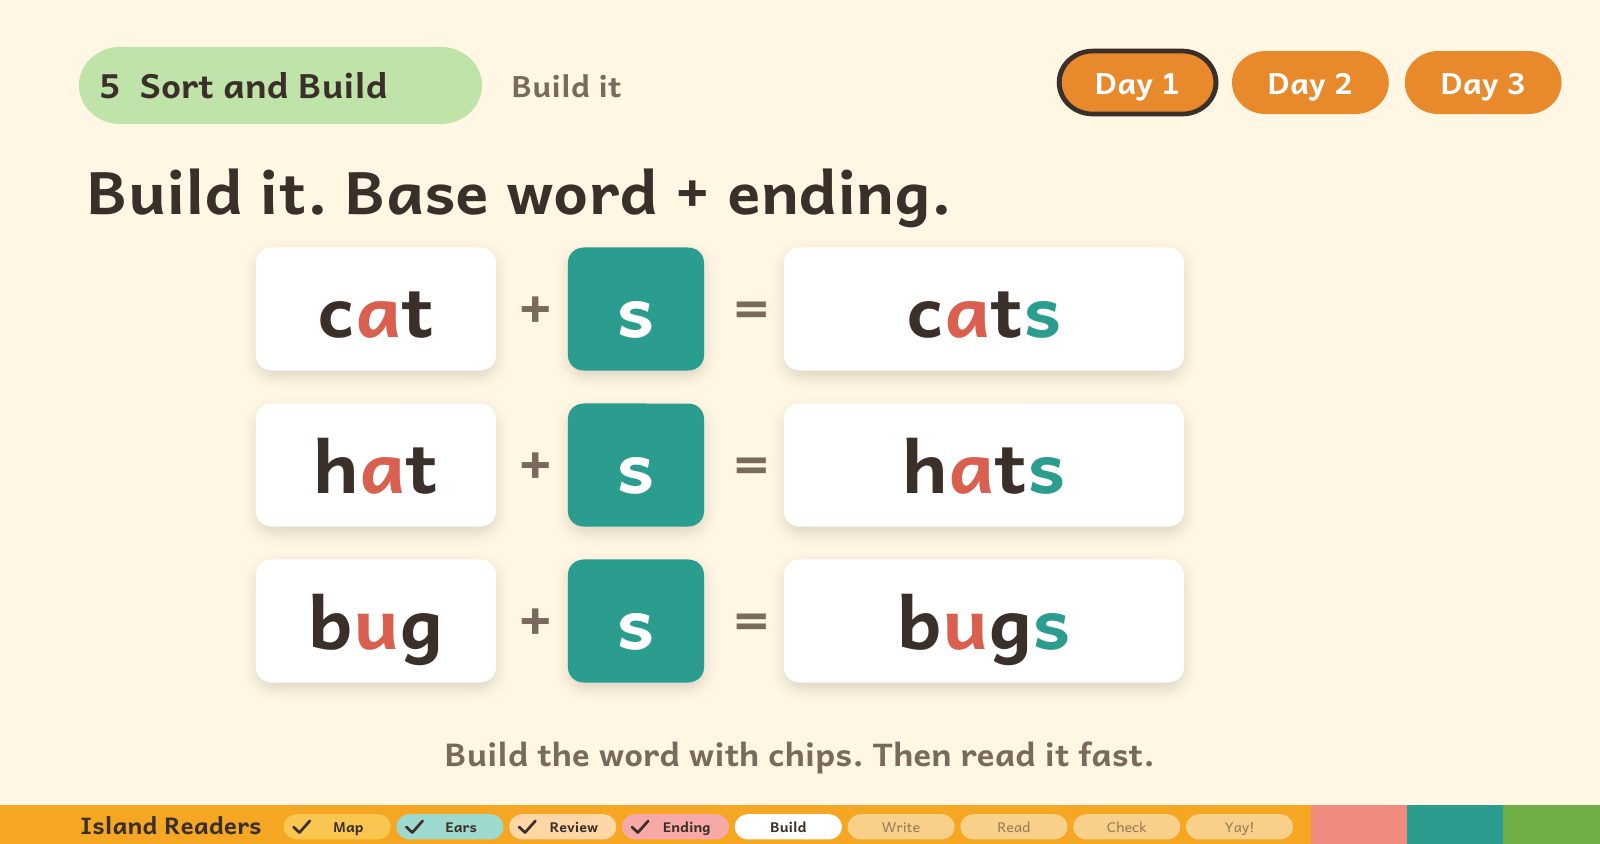 5 Sort and Build
Build it
Day 1 Day 2 Day 3
Build it. Base word + ending.
cat + s = cats
hat + s = hats
bug + s = bugs
Build the word with chips. Then read it fast.
Island Readers Map Ears Review Ending Build Write Read Check Yay!